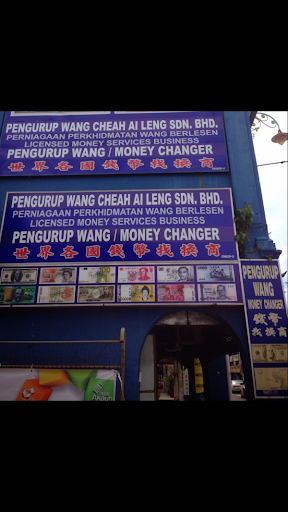 PENGURUP WANG CHEAH AI LENG SDN. BHD.
PERNIAGAAN PERKHIDMATAN WANG BERLESEN
LICENSED MONEY SERVICES BUSINESS
PENGURUP WANG / MONEY CHANGER
世界各國錢幣找換商
PENGURUP WANG CHEAH AI LENG SDN. BHD.
PERNIAGAAN PERKHIDMATAN WANG BERLESEN
LICENSED MONEY SERVICES BUSINESS
PENGURUP WANG / MONEY CHANGER
世界各國錢幣找換商
PENGURUP
WANG
MONEY CHANGER
錢幣
找換商